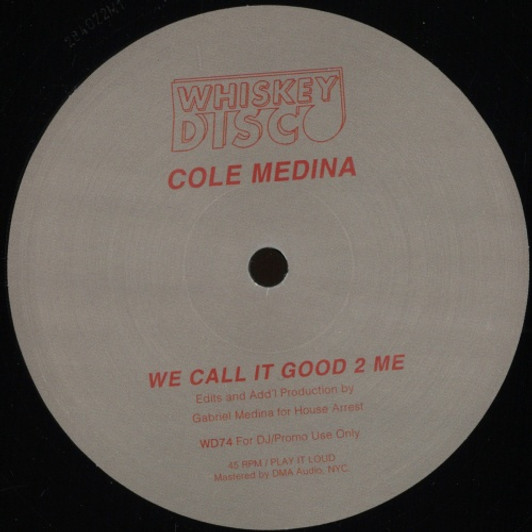 WHISKEY
DISCO
COLE MEDINA
WE CALL IT GOOD 2 ME
Edits and Add'l Production by
Gabriel Medina for House Arrest
WD74 For DJ/Promo Use Only
45 RPM / PLAY IT LOUD
Mastered by DMA Audio, NYC